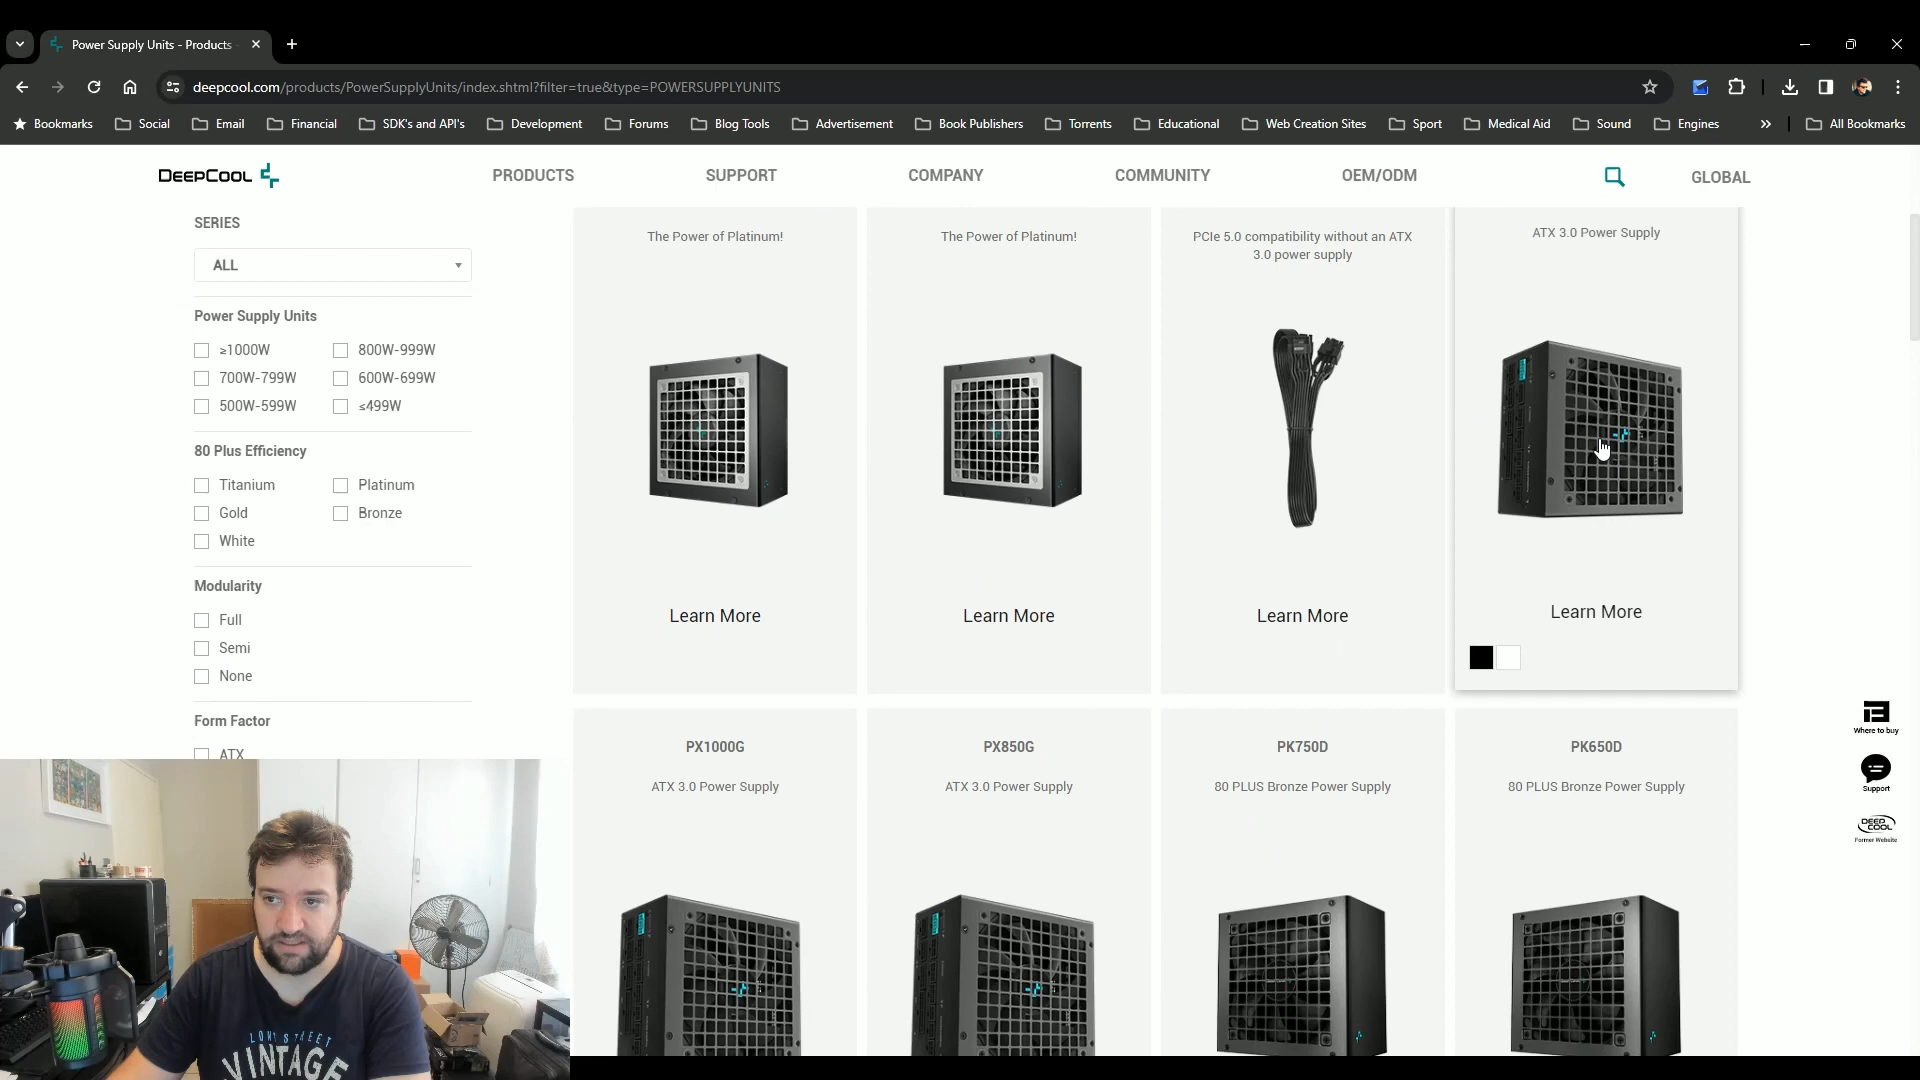 Power Supply Units - Products
deepcool.com/products/PowerSupplyUnits/index.shtml?filter=true&type=POWERSUPPLYUNITS
Bookmarks Social Email Financial SDK's and API's Development Forums Blog Tools Advertisement Book Publishers Torrents Educational Web Creation Sites Sport Medical Aid Sound Engines » All Bookmarks
DEEPCOOL PRODUCTS SUPPORT COMPANY COMMUNITY OEM/ODM GLOBAL
SERIES
ALL
Power Supply Units
≥1000W 800W-999W
700W-799W 600W-699W
500W-599W ≤499W
80 Plus Efficiency
Titanium Platinum
Gold Bronze
White
Modularity
Full
Semi
None
Form Factor
ATX
The Power of Platinum!
Learn More
The Power of Platinum!
Learn More
PCIe 5.0 compatibility without an ATX
3.0 power supply
Learn More
ATX 3.0 Power Supply
Learn More
PX1000G
ATX 3.0 Power Supply
PX850G
ATX 3.0 Power Supply
PK750D
80 PLUS Bronze Power Supply
PK650D
80 PLUS Bronze Power Supply
Where to buy
Support
DEEP
COOL
Former Website
LONG STREET
VINTAGE